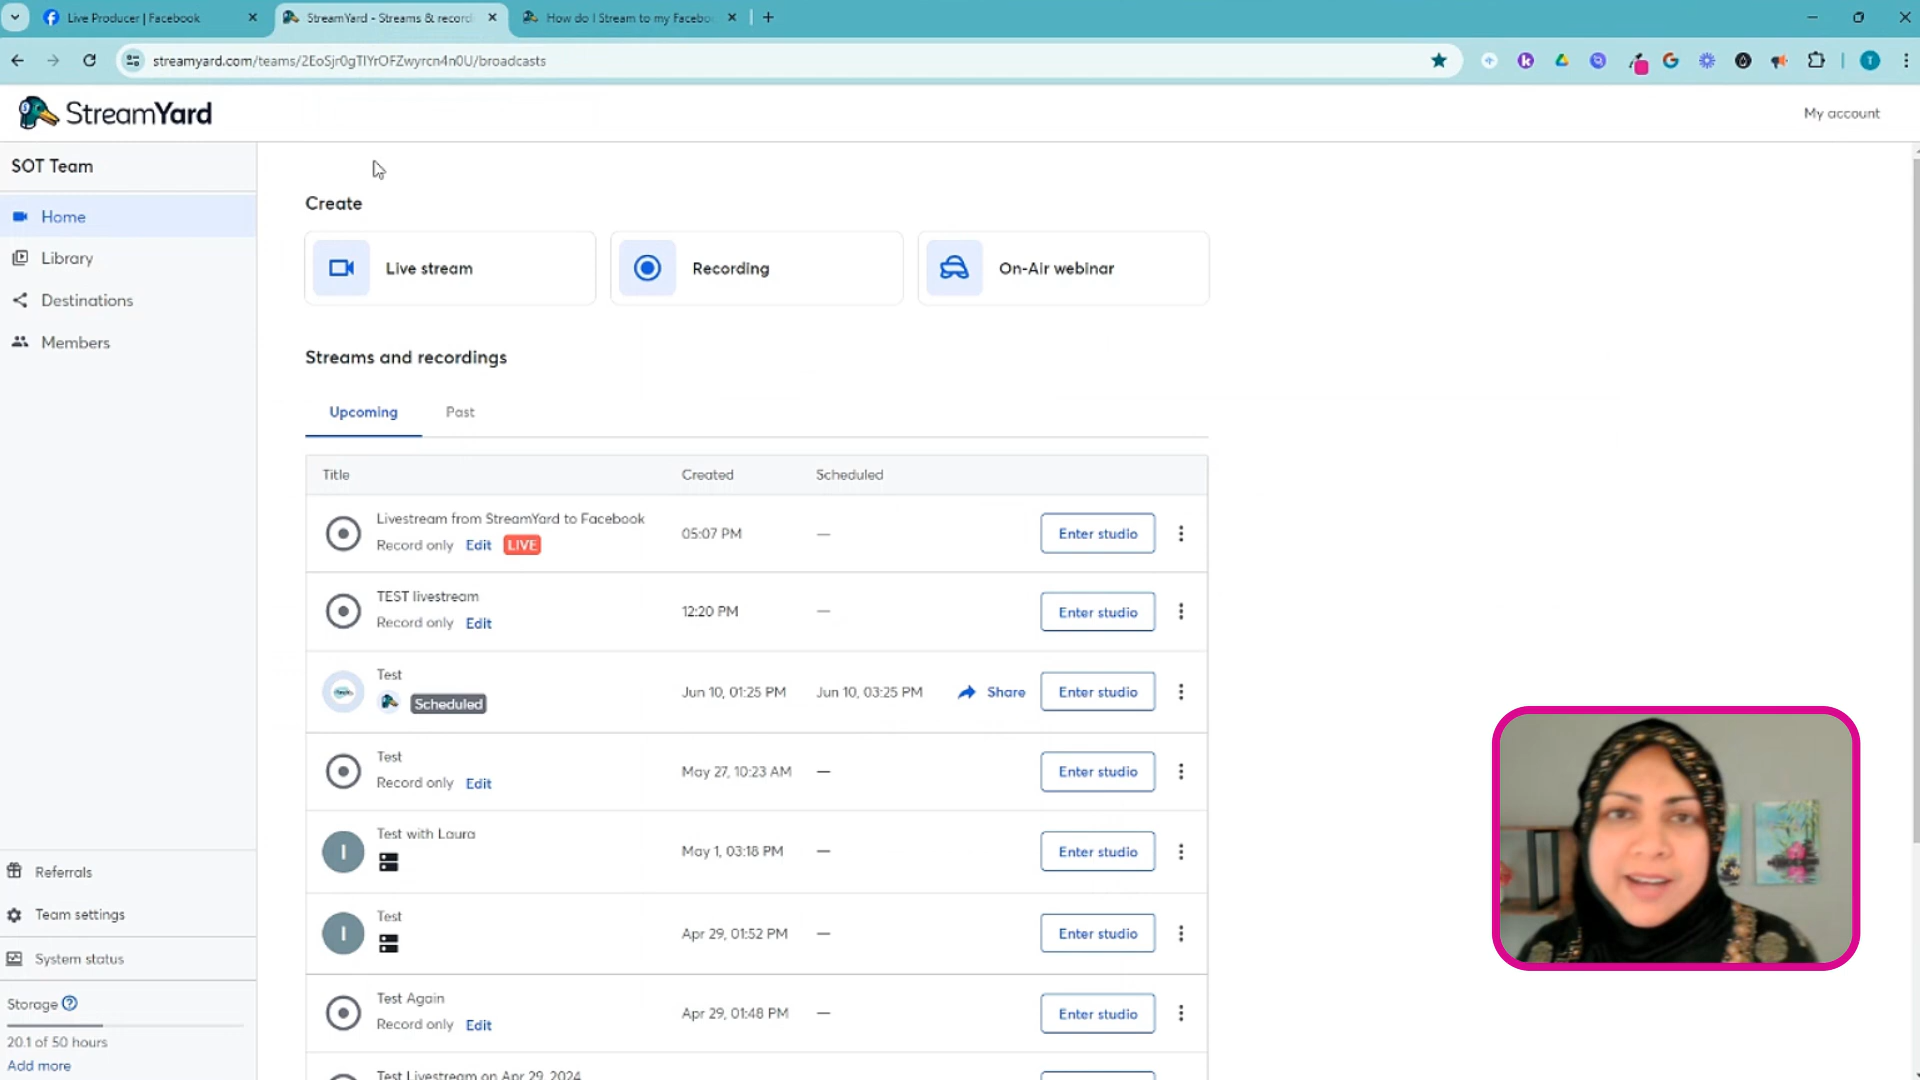 Live Producer | Facebook
StreamYard - Streams & record
How do I Stream to my Facebo
streamyard.com/teams/2EoSjr0gTlYrOFZwyrcn4n0U/broadcasts
StreamYard
My account
SOT Team
Home
Library
Destinations
Members
Create
Live stream
Recording
On-Air webinar
Streams and recordings
Upcoming
Past
Title
Created
Scheduled
Livestream from StreamYard to Facebook
Record only Edit LIVE
05:07 PM
—
Enter studio
TEST livestream
Record only Edit
12:20 PM
—
Enter studio
Test
Scheduled
Jun 10, 01:25 PM
Jun 10, 03:25 PM
Share
Enter studio
Test
Record only Edit
May 27, 10:23 AM
—
Enter studio
Test with Laura
May 1, 03:18 PM
—
Enter studio
Test
Apr 29, 01:52 PM
—
Enter studio
Test Again
Record only Edit
Apr 29, 01:48 PM
—
Enter studio
Test Livestream on Apr 29, 2024
Referrals
Team settings
System status
Storage
20.1 of 50 hours
Add more